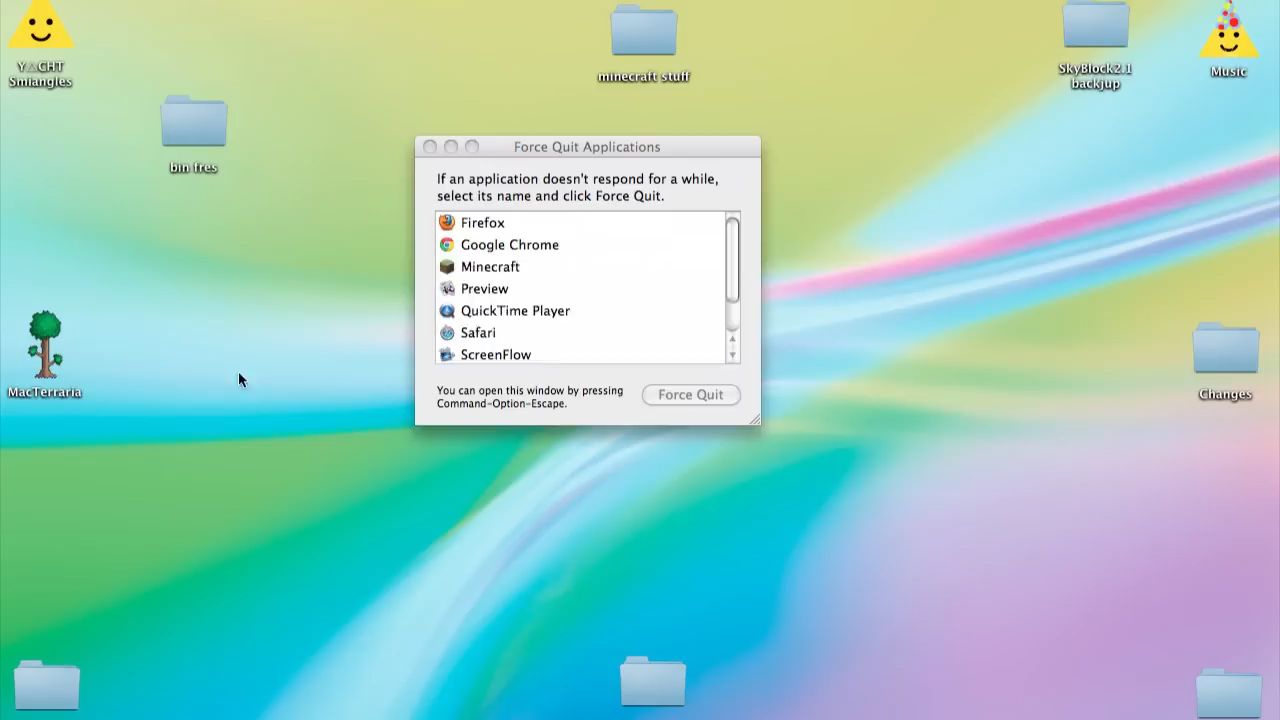 Y△CHT
Smiangles
minecraft stuff
SkyBlock2.1
backjup
Music
bin fres
Force Quit Applications
If an application doesn't respond for a while,
select its name and click Force Quit.
Firefox
Google Chrome
Minecraft
Preview
QuickTime Player
Safari
ScreenFlow
You can open this window by pressing
Command-Option-Escape.
Force Quit
MacTerraria
Changes